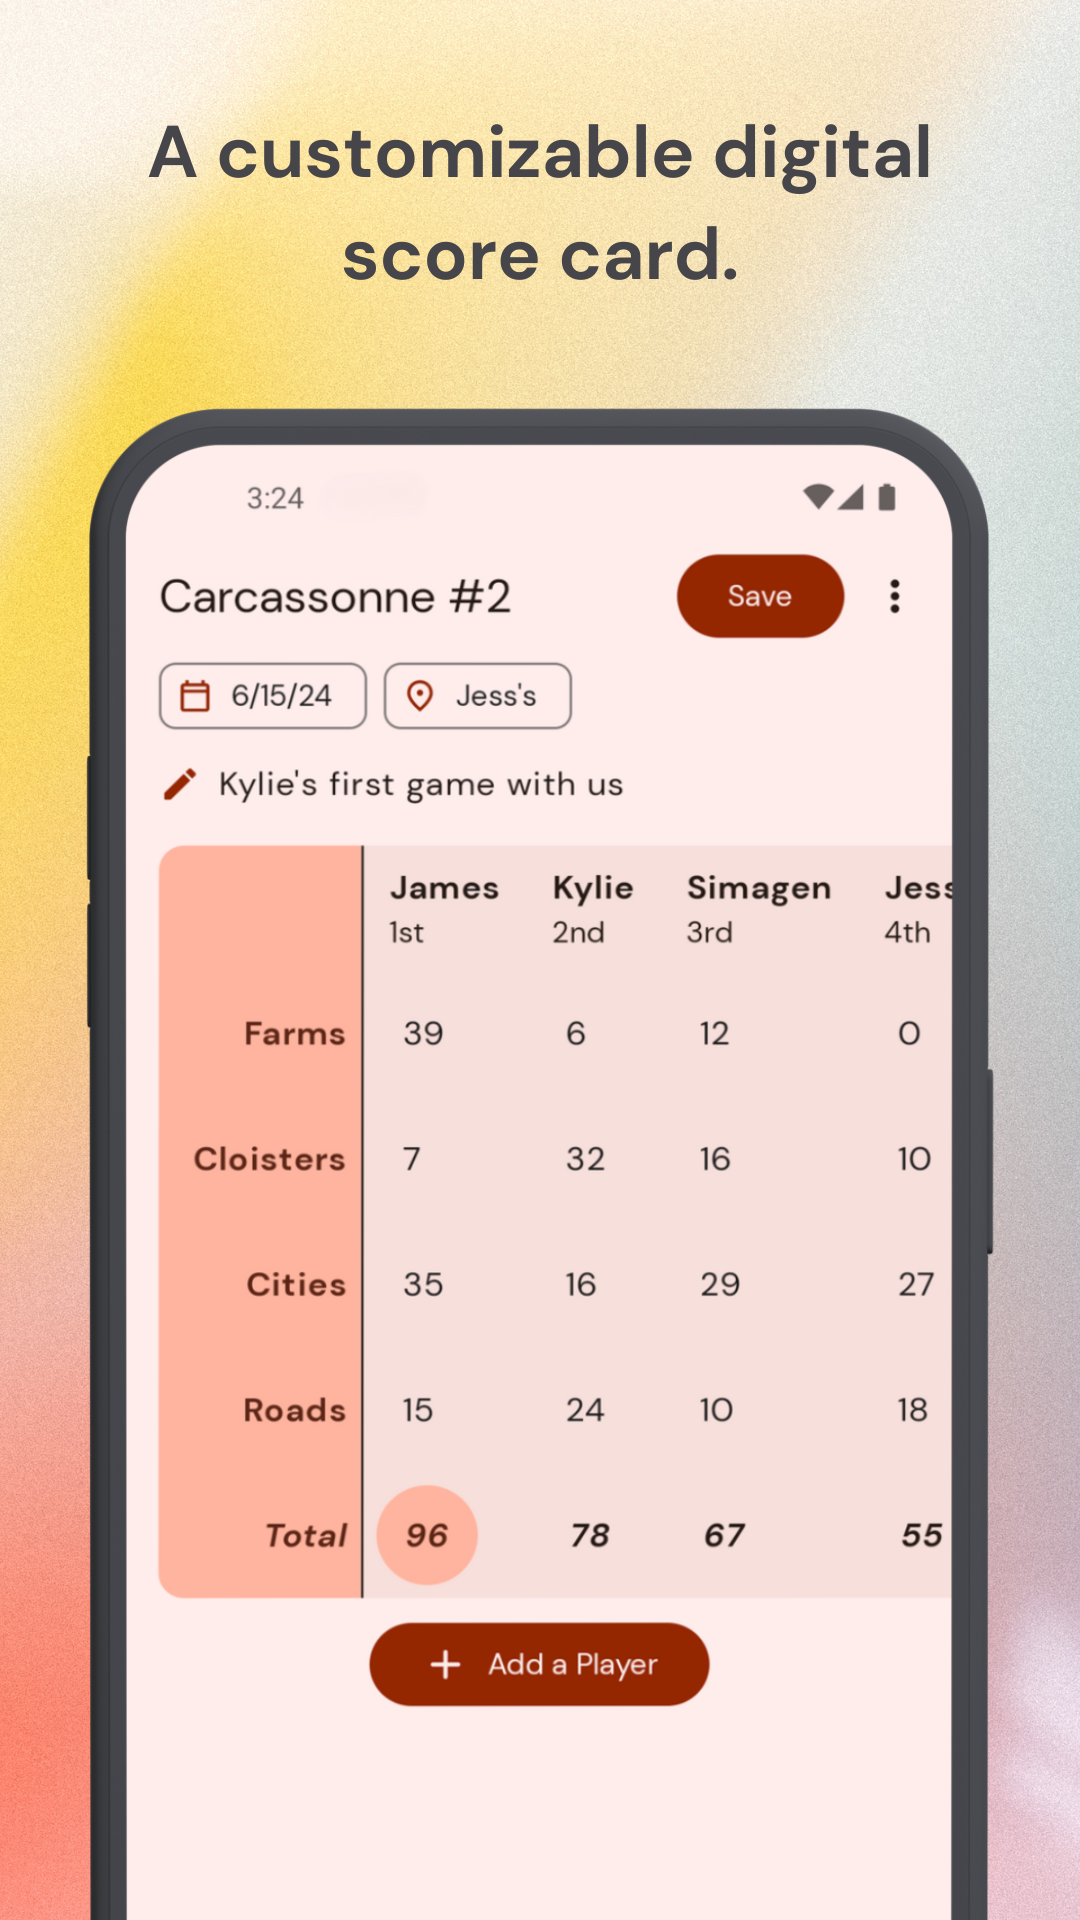 A customizable digital
score card.
3:24
Carcassonne #2
Save
6/15/24
Jess's
Kylie's first game with us
James Kylie Simagen Jess
1st 2nd 3rd 4th
Farms 39 6 12 0
Cloisters 7 32 16 10
Cities 35 16 29 27
Roads 15 24 10 18
Total 96 78 67 55
+ Add a Player